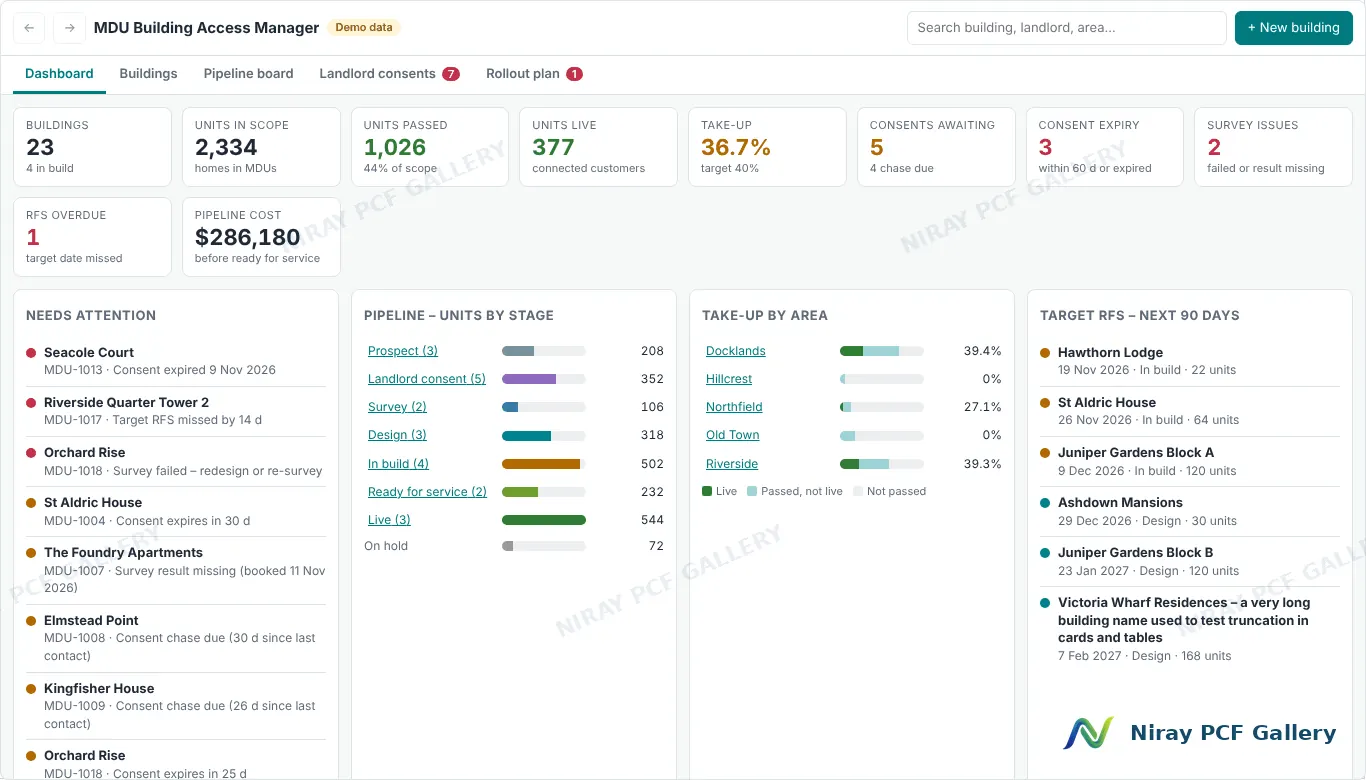 ← → MDU Building Access Manager Demo data Search building, landlord, area... + New building
Dashboard Buildings Pipeline board Landlord consents 7 Rollout plan 1
BUILDINGS
23
4 in build
UNITS IN SCOPE
2,334
homes in MDUs
UNITS PASSED
1,026
44% of scope
UNITS LIVE
377
connected customers
TAKE-UP
36.7%
target 40%
CONSENTS AWAITING
5
4 chase due
CONSENT EXPIRY
3
within 60 d or expired
SURVEY ISSUES
2
failed or result missing
RFS OVERDUE
1
target date missed
PIPELINE COST
$286,180
before ready for service
NEEDS ATTENTION
Seacole Court
MDU-1013 · Consent expired 9 Nov 2026
Riverside Quarter Tower 2
MDU-1017 · Target RFS missed by 14 d
Orchard Rise
MDU-1018 · Survey failed – redesign or re-survey
St Aldric House
MDU-1004 · Consent expires in 30 d
The Foundry Apartments
MDU-1007 · Survey result missing (booked 11 Nov
2026)
Elmstead Point
MDU-1008 · Consent chase due (30 d since last
contact)
Kingfisher House
MDU-1009 · Consent chase due (26 d since last
contact)
Orchard Rise
MDU-1018 · Consent expires in 25 d
PIPELINE – UNITS BY STAGE
Prospect (3) 208
Landlord consent (5) 352
Survey (2) 106
Design (3) 318
In build (4) 502
Ready for service (2) 232
Live (3) 544
On hold 72
TAKE-UP BY AREA
Docklands 39.4%
Hillcrest 0%
Northfield 27.1%
Old Town 0%
Riverside 39.3%
Live Passed, not live Not passed
TARGET RFS – NEXT 90 DAYS
Hawthorn Lodge
19 Nov 2026 · In build · 22 units
St Aldric House
26 Nov 2026 · In build · 64 units
Juniper Gardens Block A
9 Dec 2026 · In build · 120 units
Ashdown Mansions
29 Dec 2026 · Design · 30 units
Juniper Gardens Block B
23 Jan 2027 · Design · 120 units
Victoria Wharf Residences – a very long
building name used to test truncation in
cards and tables
7 Feb 2027 · Design · 168 units
Niray PCF Gallery
NIRAY PCF GALLERY
NIRAY PCF GALLERY
PCF GALLERY
NIRAY PCF GALLERY
NIRAY PCF GALLERY